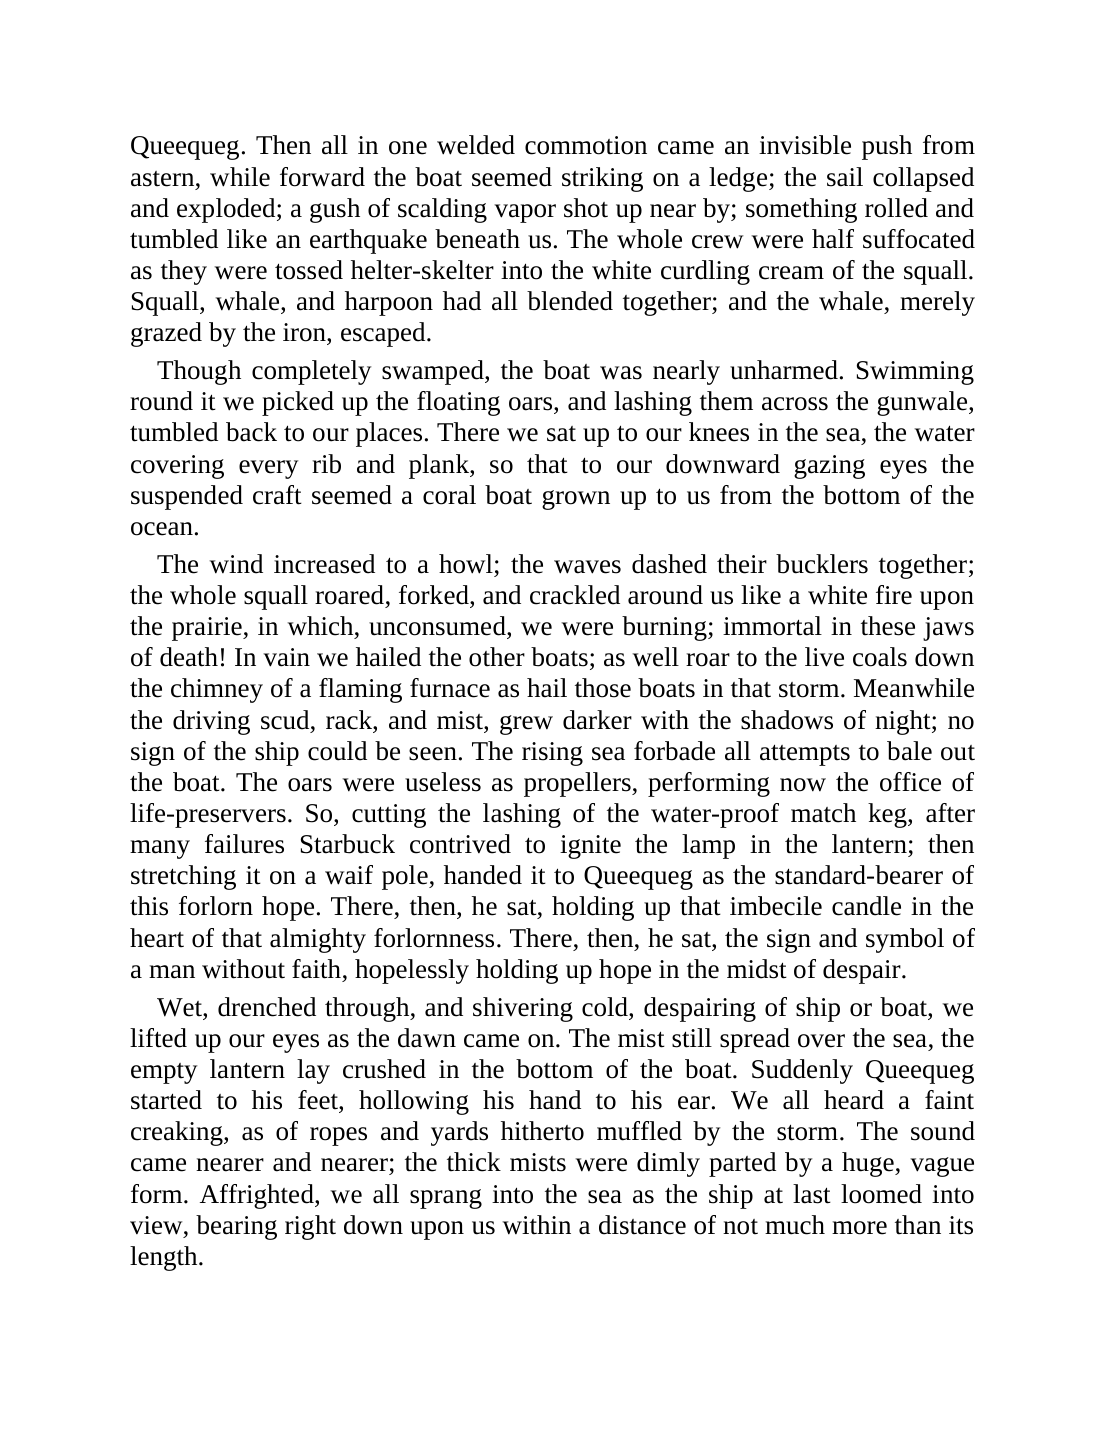 Queequeg. Then all in one welded commotion came an invisible push from
astern, while forward the boat seemed striking on a ledge; the sail collapsed
and exploded; a gush of scalding vapor shot up near by; something rolled and
tumbled like an earthquake beneath us. The whole crew were half suffocated
as they were tossed helter-skelter into the white curdling cream of the squall.
Squall, whale, and harpoon had all blended together; and the whale, merely
grazed by the iron, escaped.
Though completely swamped, the boat was nearly unharmed. Swimming
round it we picked up the floating oars, and lashing them across the gunwale,
tumbled back to our places. There we sat up to our knees in the sea, the water
covering every rib and plank, so that to our downward gazing eyes the
suspended craft seemed a coral boat grown up to us from the bottom of the
ocean.
The wind increased to a howl; the waves dashed their bucklers together;
the whole squall roared, forked, and crackled around us like a white fire upon
the prairie, in which, unconsumed, we were burning; immortal in these jaws
of death! In vain we hailed the other boats; as well roar to the live coals down
the chimney of a flaming furnace as hail those boats in that storm. Meanwhile
the driving scud, rack, and mist, grew darker with the shadows of night; no
sign of the ship could be seen. The rising sea forbade all attempts to bale out
the boat. The oars were useless as propellers, performing now the office of
life-preservers. So, cutting the lashing of the water-proof match keg, after
many failures Starbuck contrived to ignite the lamp in the lantern; then
stretching it on a waif pole, handed it to Queequeg as the standard-bearer of
this forlorn hope. There, then, he sat, holding up that imbecile candle in the
heart of that almighty forlornness. There, then, he sat, the sign and symbol of
a man without faith, hopelessly holding up hope in the midst of despair.
Wet, drenched through, and shivering cold, despairing of ship or boat, we
lifted up our eyes as the dawn came on. The mist still spread over the sea, the
empty lantern lay crushed in the bottom of the boat. Suddenly Queequeg
started to his feet, hollowing his hand to his ear. We all heard a faint
creaking, as of ropes and yards hitherto muffled by the storm. The sound
came nearer and nearer; the thick mists were dimly parted by a huge, vague
form. Affrighted, we all sprang into the sea as the ship at last loomed into
view, bearing right down upon us within a distance of not much more than its
length.